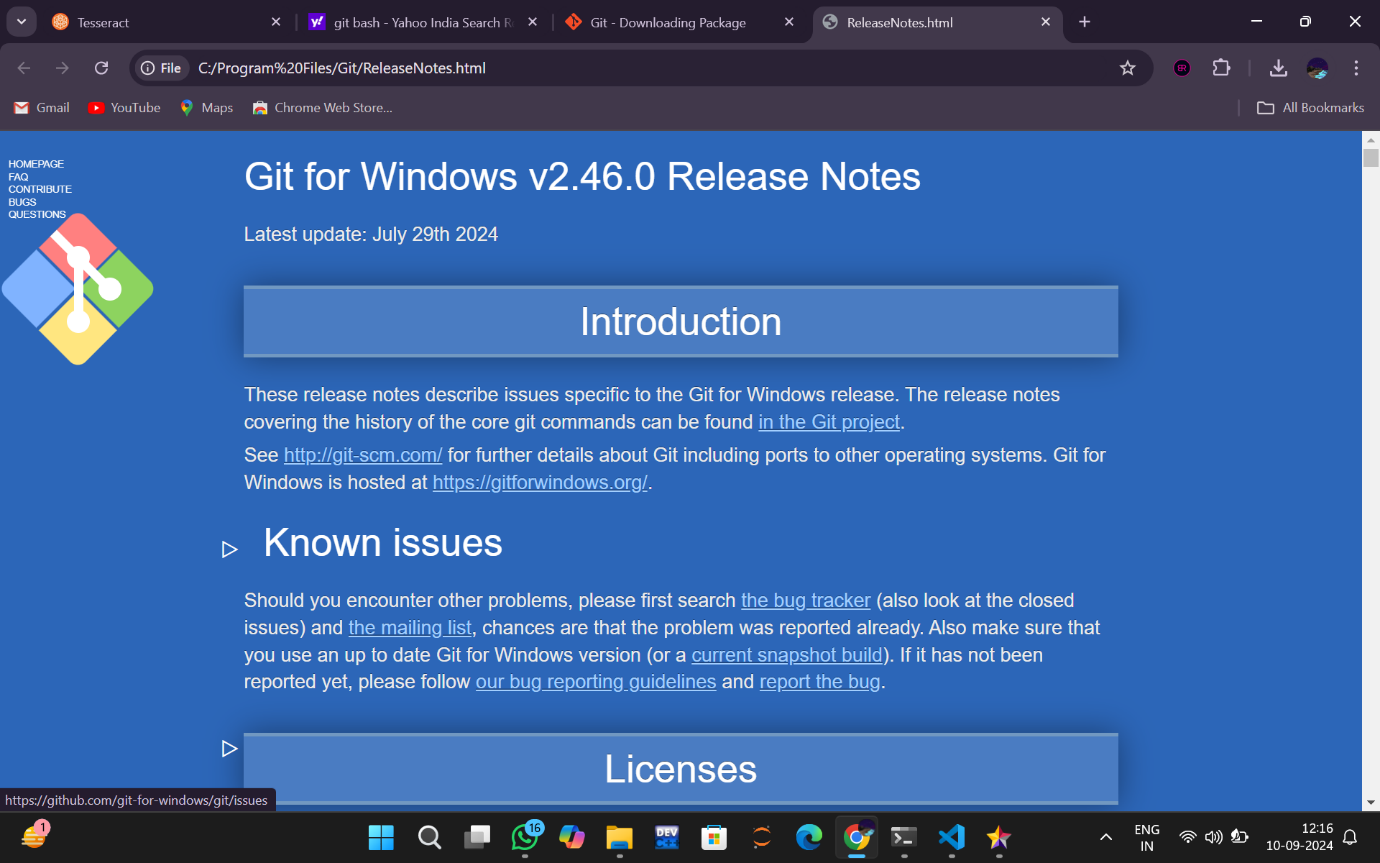 Tesseract
git bash - Yahoo India Search R
Git - Downloading Package
ReleaseNotes.html
File
C:/Program%20Files/Git/ReleaseNotes.html
Gmail
YouTube
Maps
Chrome Web Store...
All Bookmarks
HOMEPAGE
FAQ
CONTRIBUTE
BUGS
QUESTIONS
Git for Windows v2.46.0 Release Notes
Latest update: July 29th 2024
Introduction
These release notes describe issues specific to the Git for Windows release. The release notes
covering the history of the core git commands can be found in the Git project.
See http://git-scm.com/ for further details about Git including ports to other operating systems. Git for
Windows is hosted at https://gitforwindows.org/.
Known issues
Should you encounter other problems, please first search the bug tracker (also look at the closed
issues) and the mailing list, chances are that the problem was reported already. Also make sure that
you use an up to date Git for Windows version (or a current snapshot build). If it has not been
reported yet, please follow our bug reporting guidelines and report the bug.
Licenses
https://github.com/git-for-windows/git/issues
1
16
DEV
ENG
IN
12:16
10-09-2024